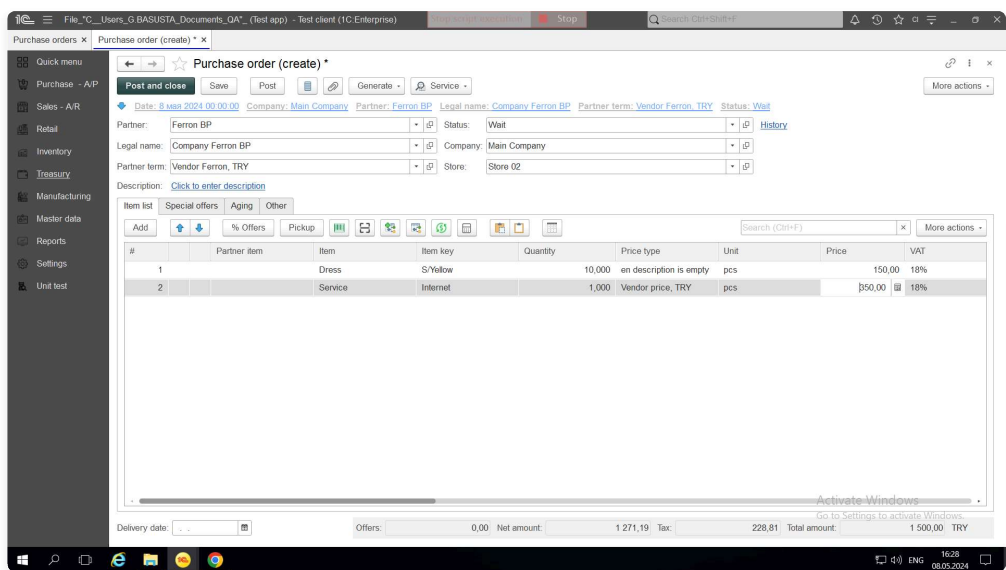 File_"C__Users_G.BASUSTA_Documents_QA"_ (Test app) - Test client (1C:Enterprise)
Stop
Search Ctrl+Shift+F
Purchase orders ×
Purchase order (create) * ×
Quick menu
Purchase - A/P
Sales - A/R
Retail
Inventory
Treasury
Manufacturing
Master data
Reports
Settings
Unit test
Purchase order (create) *
Post and close
Save
Post
Generate
Service
More actions
Date: 8 мая 2024 00:00:00 Company: Main Company Partner: Ferron BP Legal name: Company Ferron BP Partner term: Vendor Ferron, TRY Status: Wait
Partner: Ferron BP Status: Wait History
Legal name: Company Ferron BP Company: Main Company
Partner term: Vendor Ferron, TRY Store: Store 02
Description: Click to enter description
Item list Special offers Aging Other
Add % Offers Pickup Search (Ctrl+F) × More actions
# Partner item Item Item key Quantity Price type Unit Price VAT
1 Dress S/Yellow 10,000 en description is empty pcs 150,00 18%
2 Service Internet 1,000 Vendor price, TRY pcs 350,00 18%
Activate Windows
Go to Settings to activate Windows.
Delivery date: . . Offers: 0,00 Net amount: 1 271,19 Tax: 228,81 Total amount: 1 500,00 TRY
ENG
16:28
08.05.2024